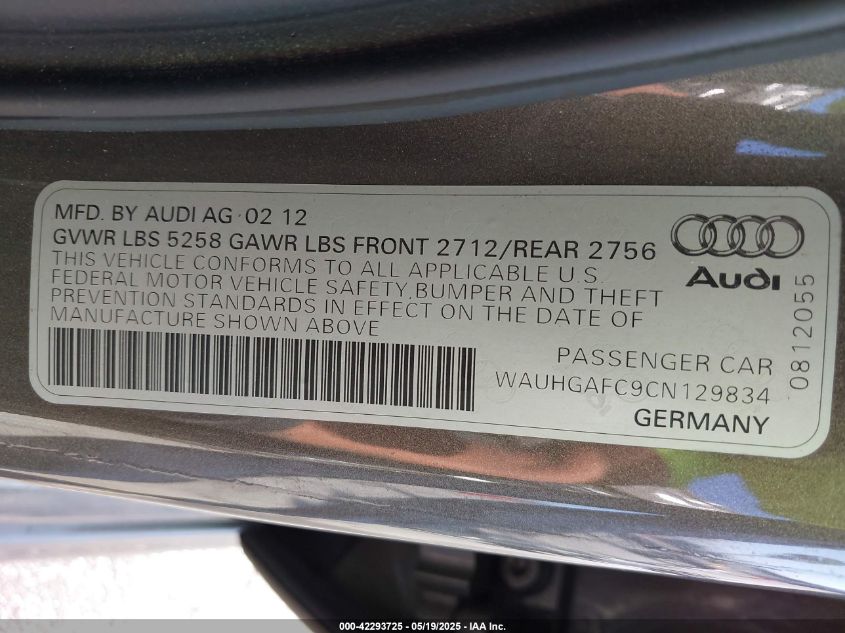 MFD. BY AUDI AG 02 12
GVWR LBS 5258 GAWR LBS FRONT 2712/REAR 2756
THIS VEHICLE CONFORMS TO ALL APPLICABLE U.S.
FEDERAL MOTOR VEHICLE SAFETY, BUMPER AND THEFT
PREVENTION STANDARDS IN EFFECT ON THE DATE OF
MANUFACTURE SHOWN ABOVE
Audi
0812055
PASSENGER CAR
WAUHGAFC9CN129834
GERMANY
000-42293725 - 05/19/2025 - IAA Inc.